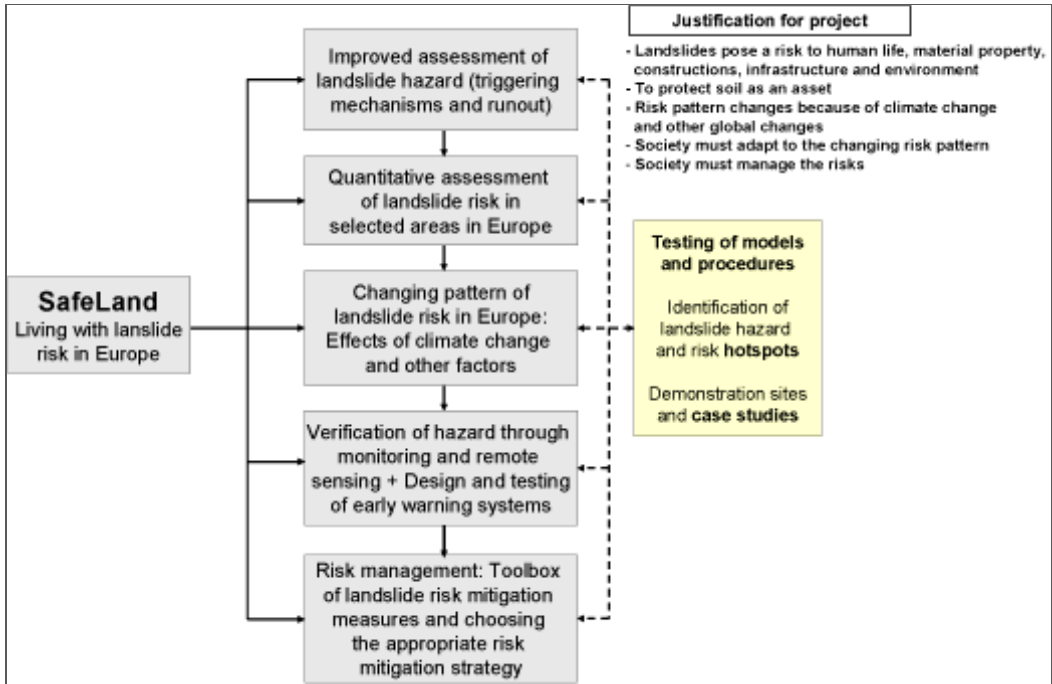 Justification for project
- Landslides pose a risk to human life, material property,
constructions, infrastructure and environment
- To protect soil as an asset
- Risk pattern changes because of climate change
and other global changes
- Society must adapt to the changing risk pattern
- Society must manage the risks
SafeLand
Living with lanslide
risk in Europe
Improved assessment of
landslide hazard (triggering
mechanisms and runout)
Quantitative assessment
of landslide risk in
selected areas in Europe
Changing pattern of
landslide risk in Europe:
Effects of climate change
and other factors
Verification of hazard through
monitoring and remote
sensing + Design and testing
of early warning systems
Risk management: Toolbox
of landslide risk mitigation
measures and choosing
the appropriate risk
mitigation strategy
Testing of models
and procedures
Identification of
landslide hazard
and risk hotspots
Demonstration sites
and case studies